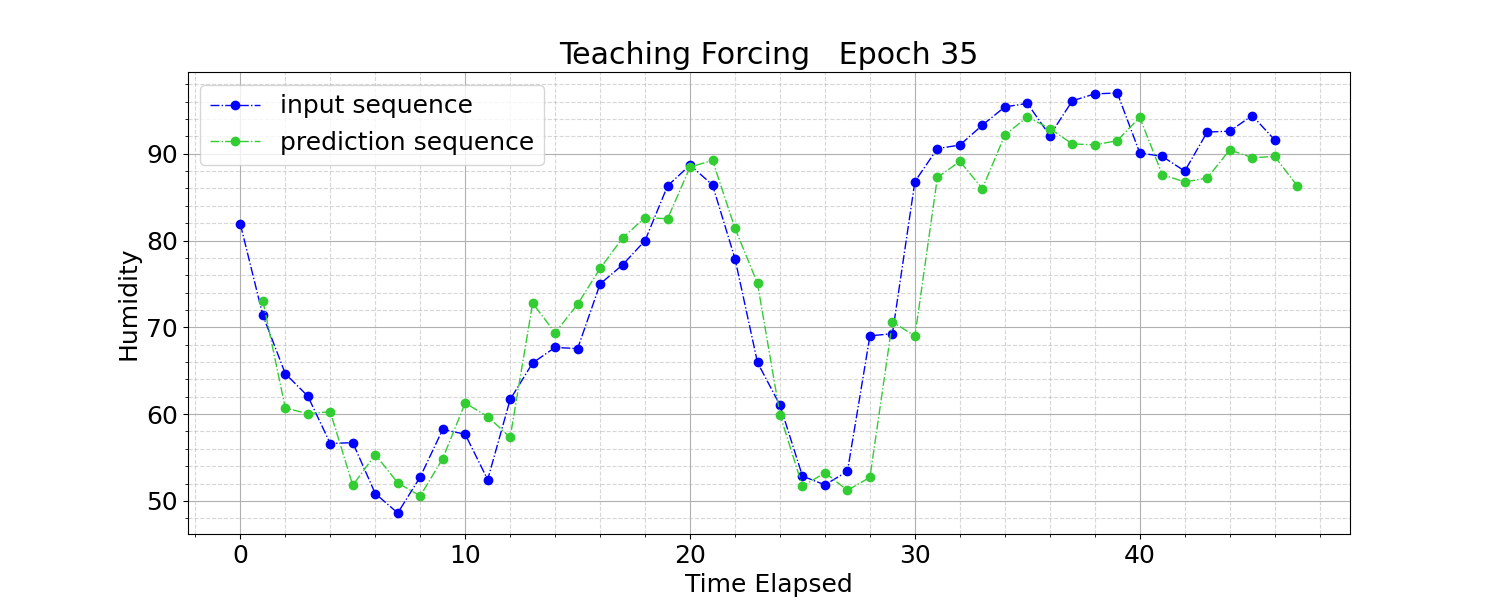 Teaching Forcing   Epoch 35
input sequence
prediction sequence
Humidity
90
80
70
60
50
0 10 20 30 40
Time Elapsed